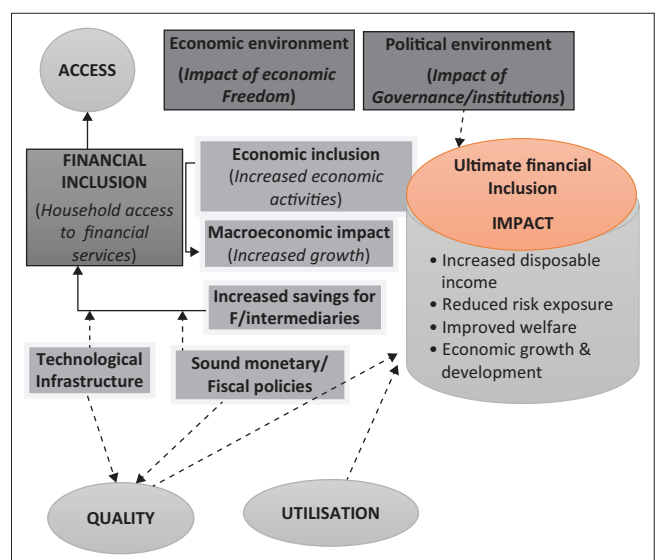 ACCESS
Economic environment
(Impact of economic
Freedom)
Political environment
(Impact of
Governance/institutions)
FINANCIAL
INCLUSION
(Household access
to financial
services)
Economic inclusion
(Increased economic
activities)
Macroeconomic impact
(Increased growth)
Increased savings for
F/intermediaries
Technological
Infrastructure
Sound monetary/
Fiscal policies
Ultimate financial
Inclusion
IMPACT
• Increased disposable
income
• Reduced risk exposure
• Improved welfare
• Economic growth &
development
QUALITY
UTILISATION